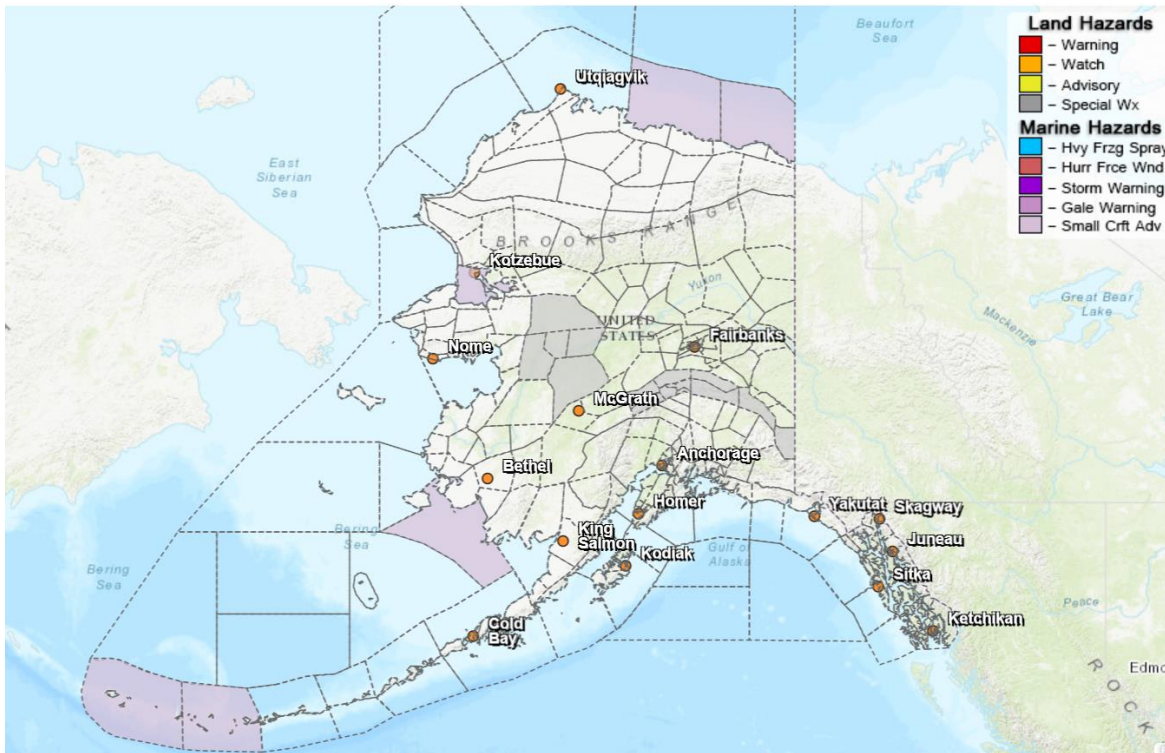 Beaufort
Sea
Land Hazards
– Warning
– Watch
– Advisory
– Special Wx
Marine Hazards
– Hvy Frzg Spray
– Hurr Frce Wnd
– Storm Warning
– Gale Warning
– Small Crft Adv
Utqiagvik
East
Siberian
Sea
BROOKS RANGE
Kotzebue
Yukon
Great Bear
Lake
Mackenzie
UNITED
STATES
Fairbanks
Nome
McGrath
Anchorage
Bethel
Homer
Yakutat
Skagway
King
Salmon
Bering
Sea
Juneau
Kodiak
Gulf of
Alaska
Bering
Sea
Sitka
Peace
Ketchikan
Cold
Bay
Edmo
ROCK